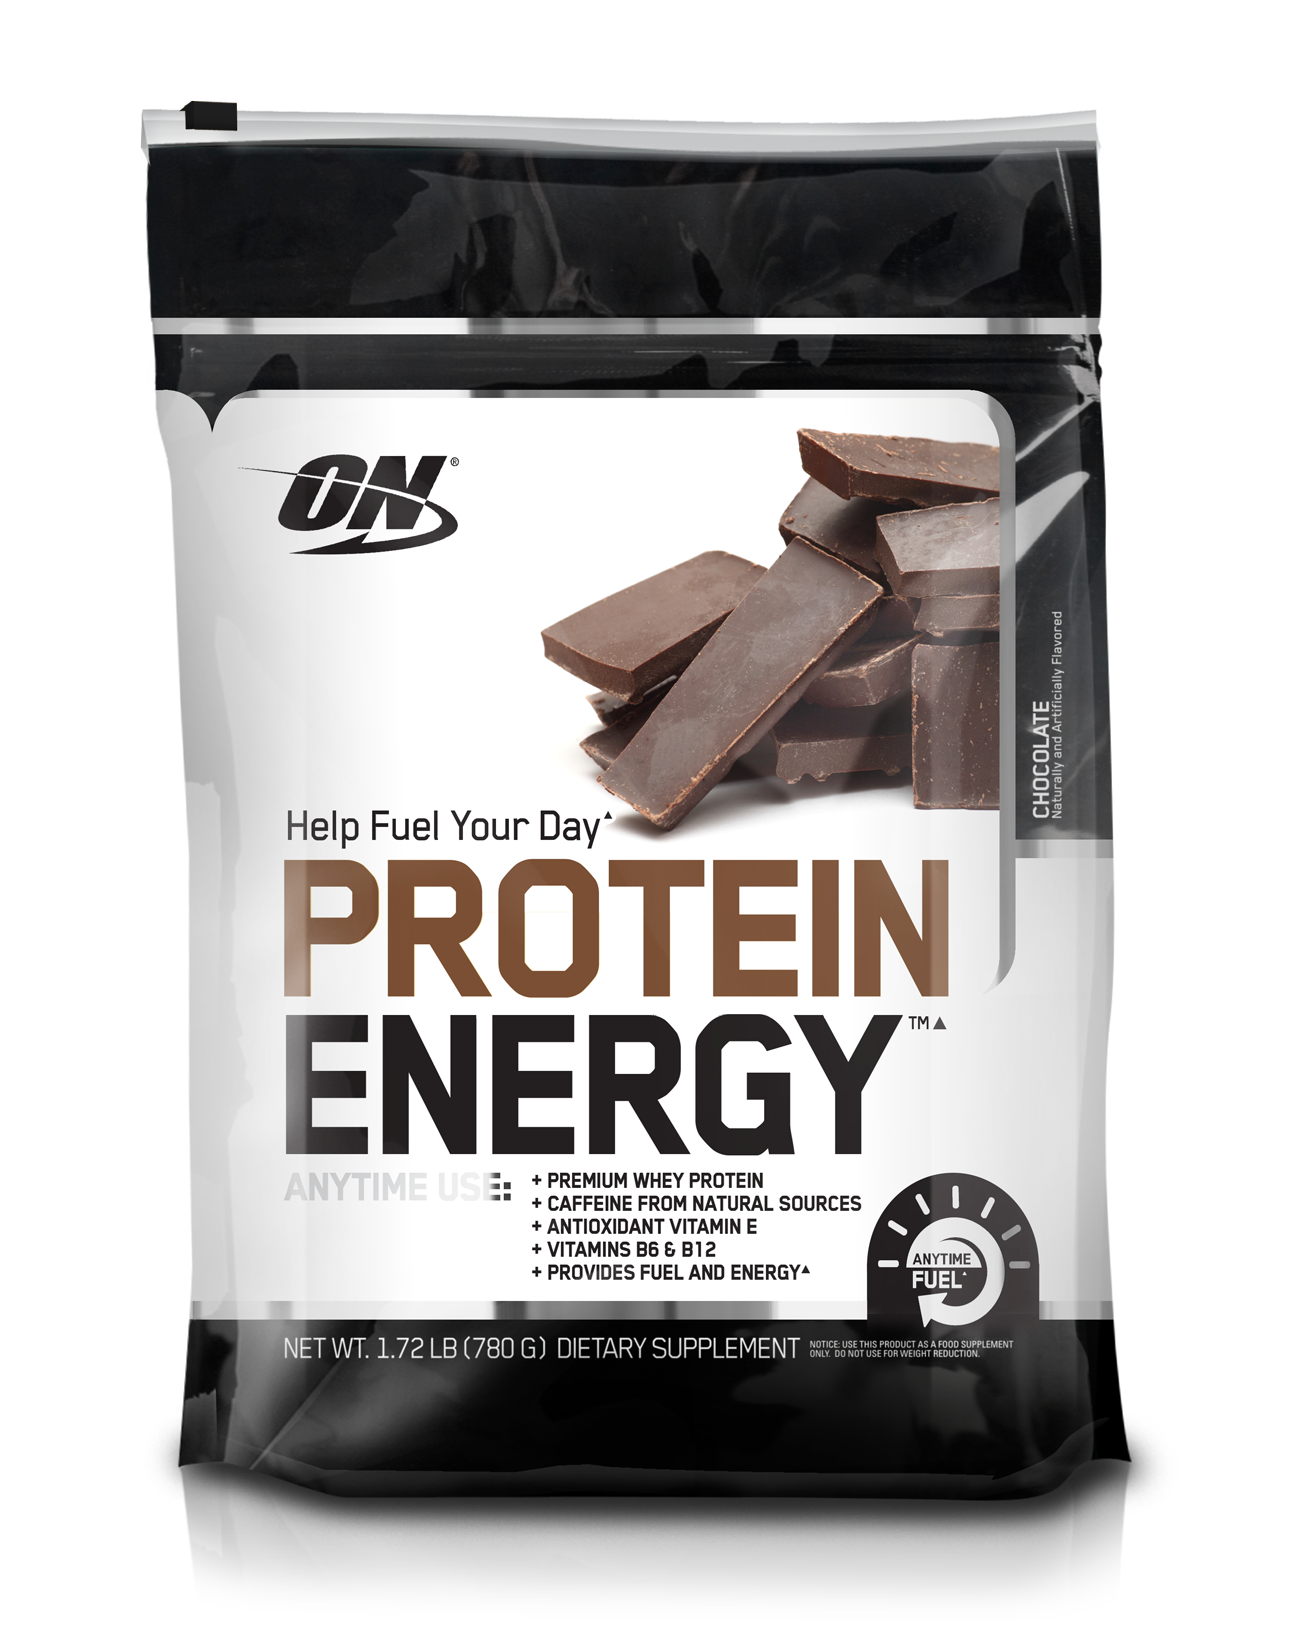 ON®
CHOCOLATE
Naturally and Artificially Flavored
Help Fuel Your Day▲
PROTEIN
ENERGY™▲
ANYTIME USE:
+ PREMIUM WHEY PROTEIN
+ CAFFEINE FROM NATURAL SOURCES
+ ANTIOXIDANT VITAMIN E
+ VITAMINS B6 & B12
+ PROVIDES FUEL AND ENERGY▲
ANYTIME
FUEL▲
NET WT. 1.72 LB (780 G) DIETARY SUPPLEMENT
NOTICE: USE THIS PRODUCT AS A FOOD SUPPLEMENT
ONLY. DO NOT USE FOR WEIGHT REDUCTION.